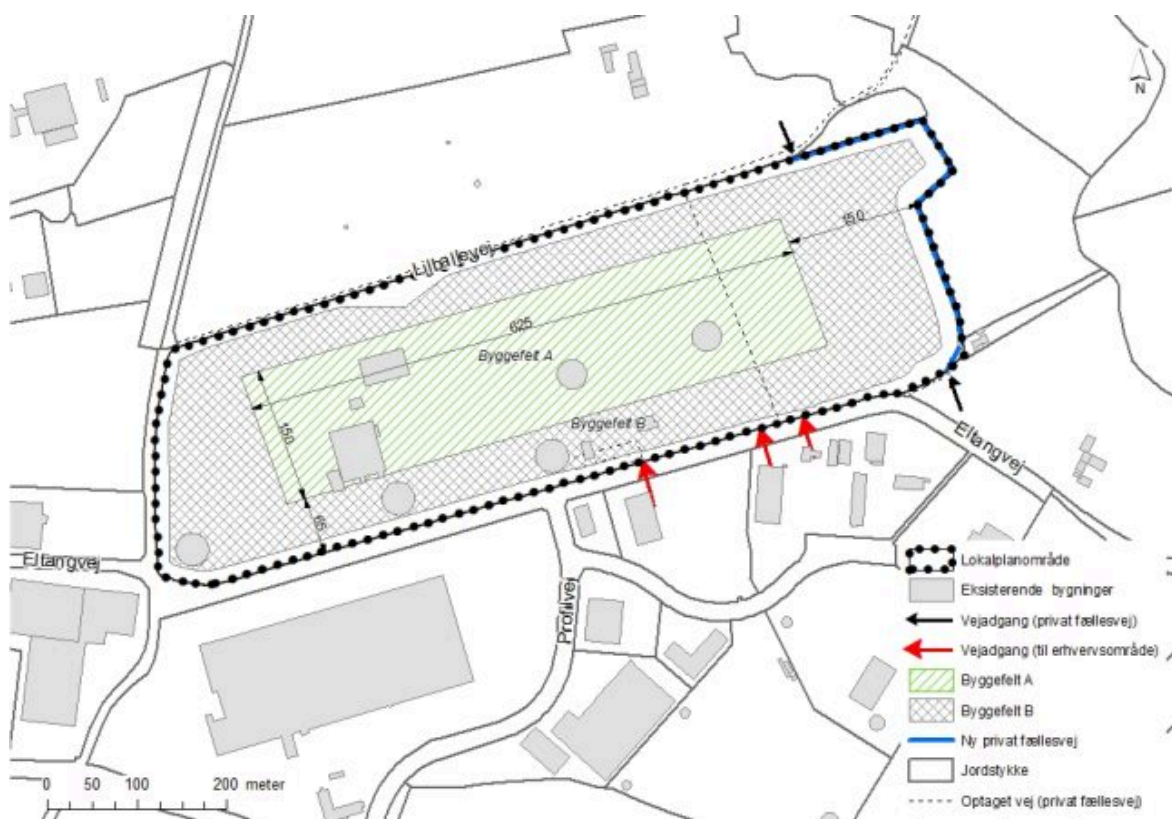 N
Lilballevej
150
625
Byggefelt A
150
Byggefelt B
65
Eltangvej
Eltangvej
Profilvej
Lokalplanområde
Eksisterende bygninger
Vejadgang (privat fællesvej)
Vejadgang (til erhvervsområde)
Byggefelt A
Byggefelt B
Ny privat fællesvej
Jordstykke
Optaget vej (privat fællesvej)
0 50 100 200 meter